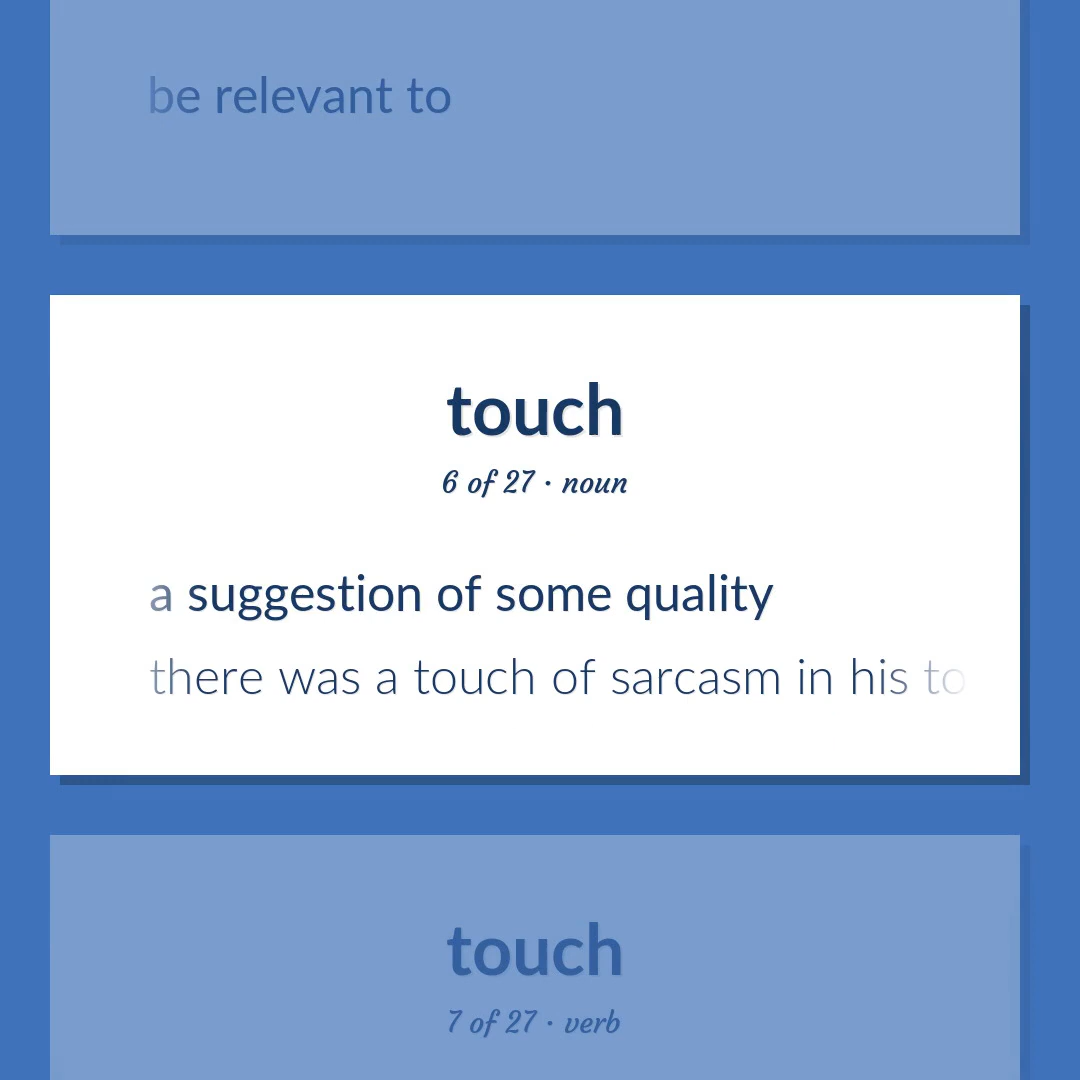 be relevant to
touch
6 of 27 · noun
a suggestion of some quality
there was a touch of sarcasm in his to
touch
7 of 27 · verb